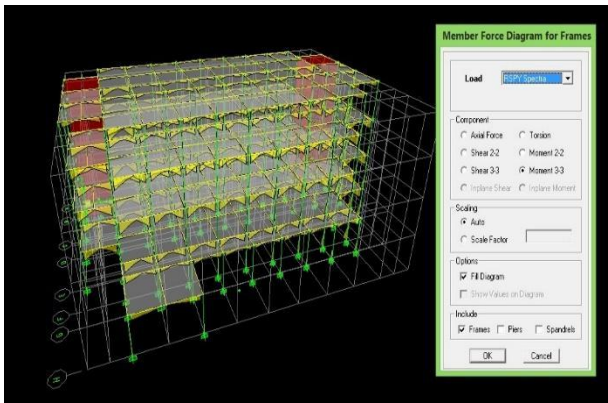 Member Force Diagram for Frames
Load RSPY Spectra
Component
Axial Force Torsion
Shear 2-2 Moment 2-2
Shear 3-3 Moment 3-3
Inplane Shear Inplane Moment
Scaling
Auto
Scale Factor
Options
Fill Diagram
Show Values on Diagram
Include
Frames Piers Spandrels
OK Cancel